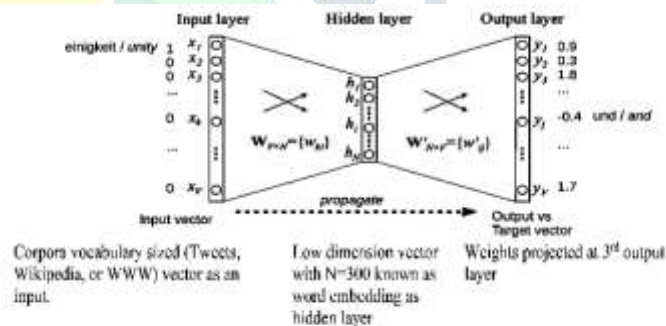 Input layer Hidden layer Output layer
einigkeit / unity 1 x1 y1 0.9
0 x2 y2 0.3
0 x3 y3 1.8
h1
h2
... ...
0 xk hi yj -0.4 und / and
WV×N={wki} W'N×V={w'ij}
... hN ...
0 xV yV 1.7
propagate
Input vector Output vs
Target vector
Corpora vocabulary sized (Tweets,
Wikipedia, or WWW) vector as an
input.
Low dimension vector
with N=300 known as
word embedding as
hidden layer
Weights projected at 3rd output
layer